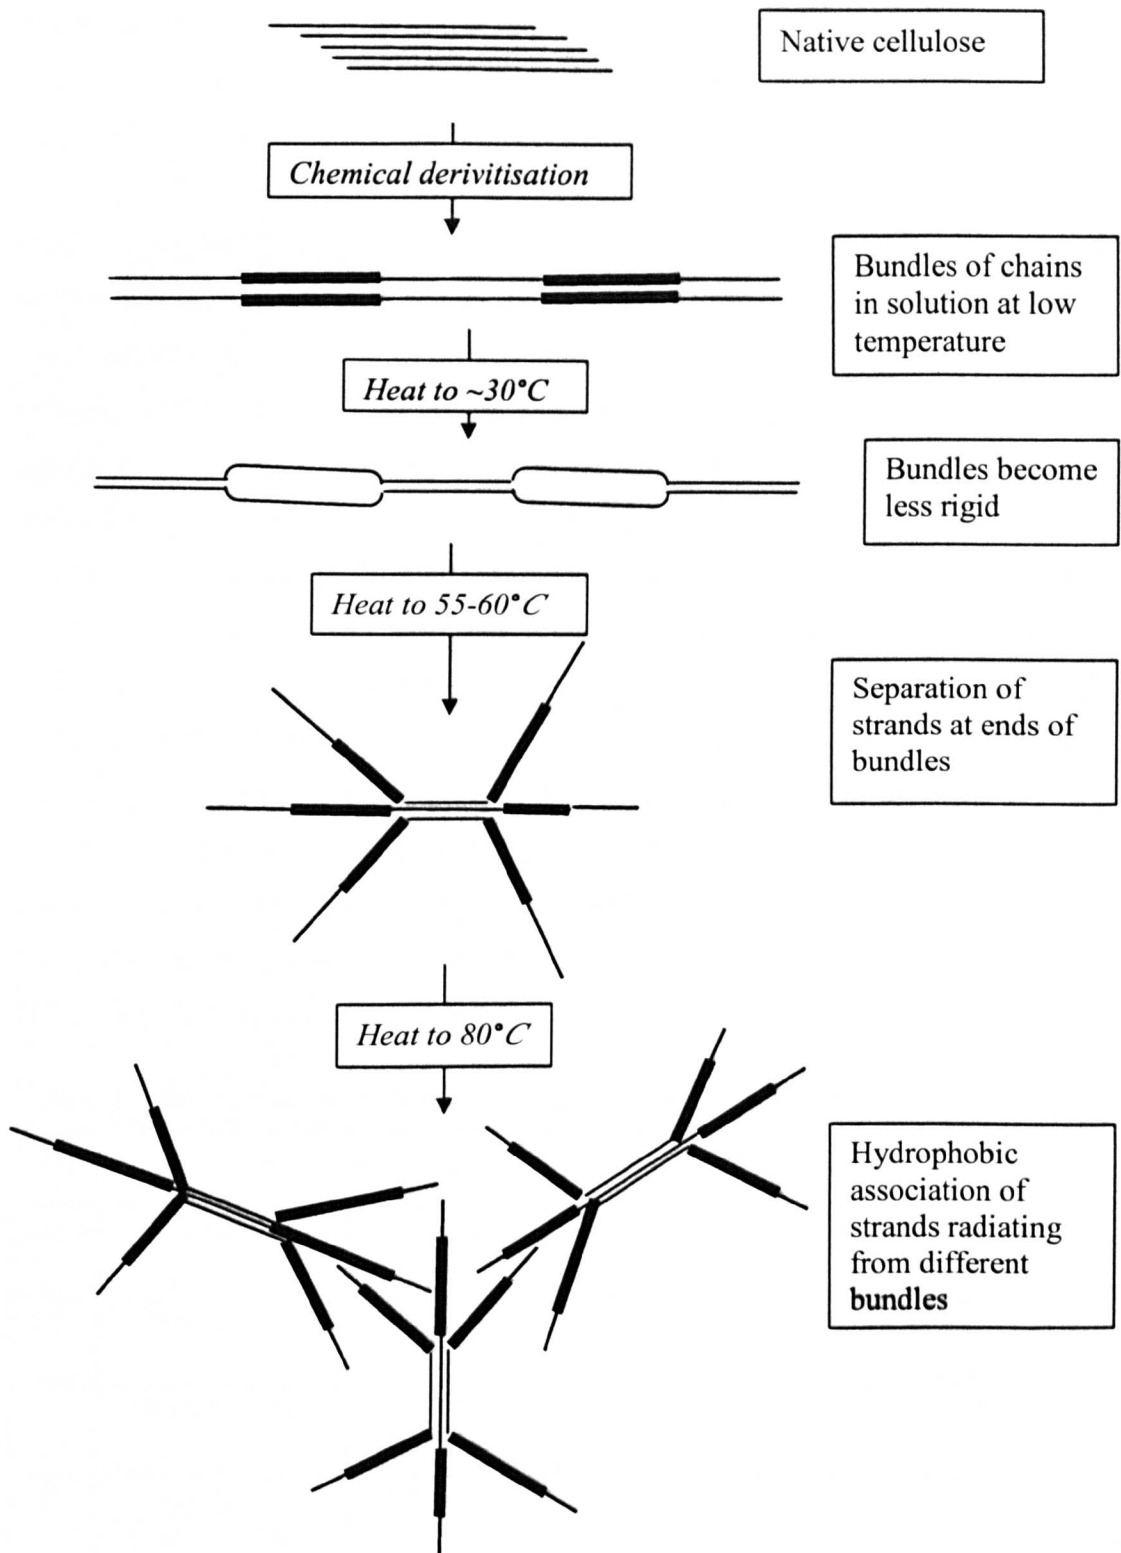 Native cellulose
Chemical derivitisation
Bundles of chains
in solution at low
temperature
Heat to ~30°C
Bundles become
less rigid
Heat to 55-60°C
Separation of
strands at ends of
bundles
Heat to 80°C
Hydrophobic
association of
strands radiating
from different
bundles